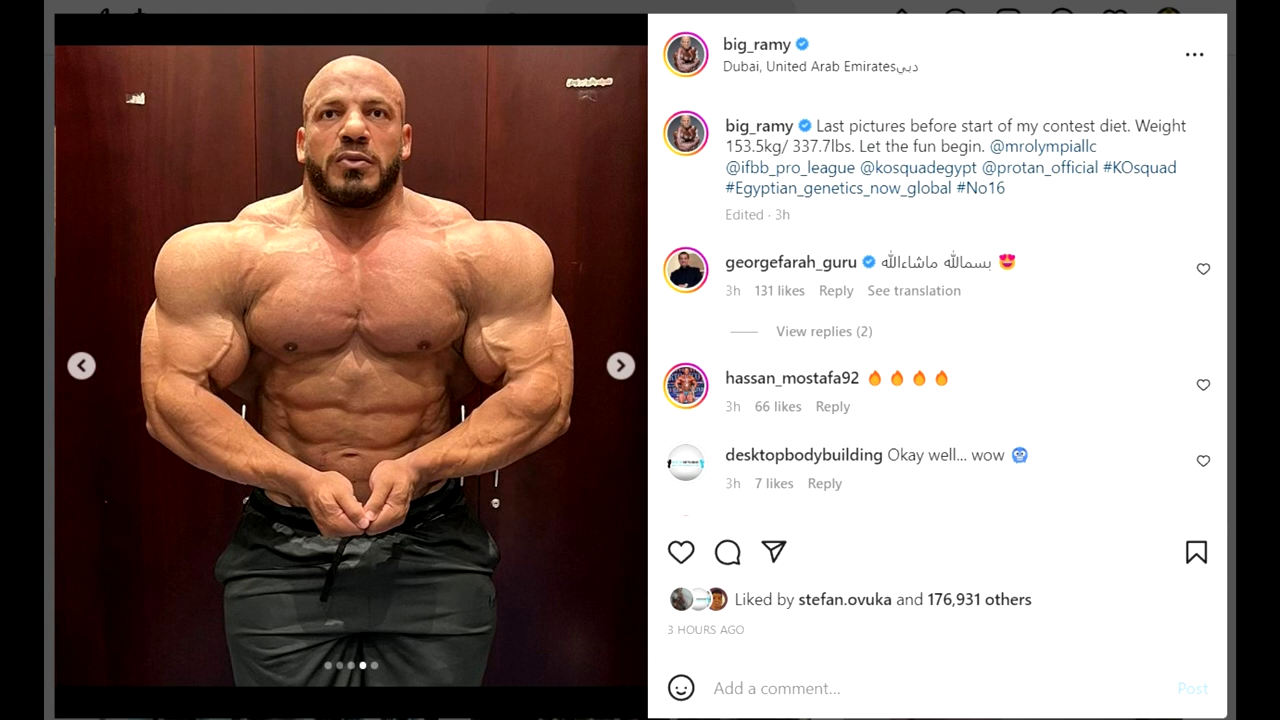 big_ramy
Dubai, United Arab Emiratesدبي
big_ramy Last pictures before start of my contest diet. Weight
153.5kg/ 337.7lbs. Let the fun begin. @mrolympiallc
@ifbb_pro_league @kosquadegypt @protan_official #KOsquad
#Egyptian_genetics_now_global #No16
Edited · 3h
georgefarah_guru بسمالله ماشاءالله 😍
3h 131 likes Reply See translation
View replies (2)
hassan_mostafa92 🔥 🔥 🔥 🔥
3h 66 likes Reply
desktopbodybuilding Okay well... wow 🥶
3h 7 likes Reply
Liked by stefan.ovuka and 176,931 others
3 HOURS AGO
Add a comment...
Post